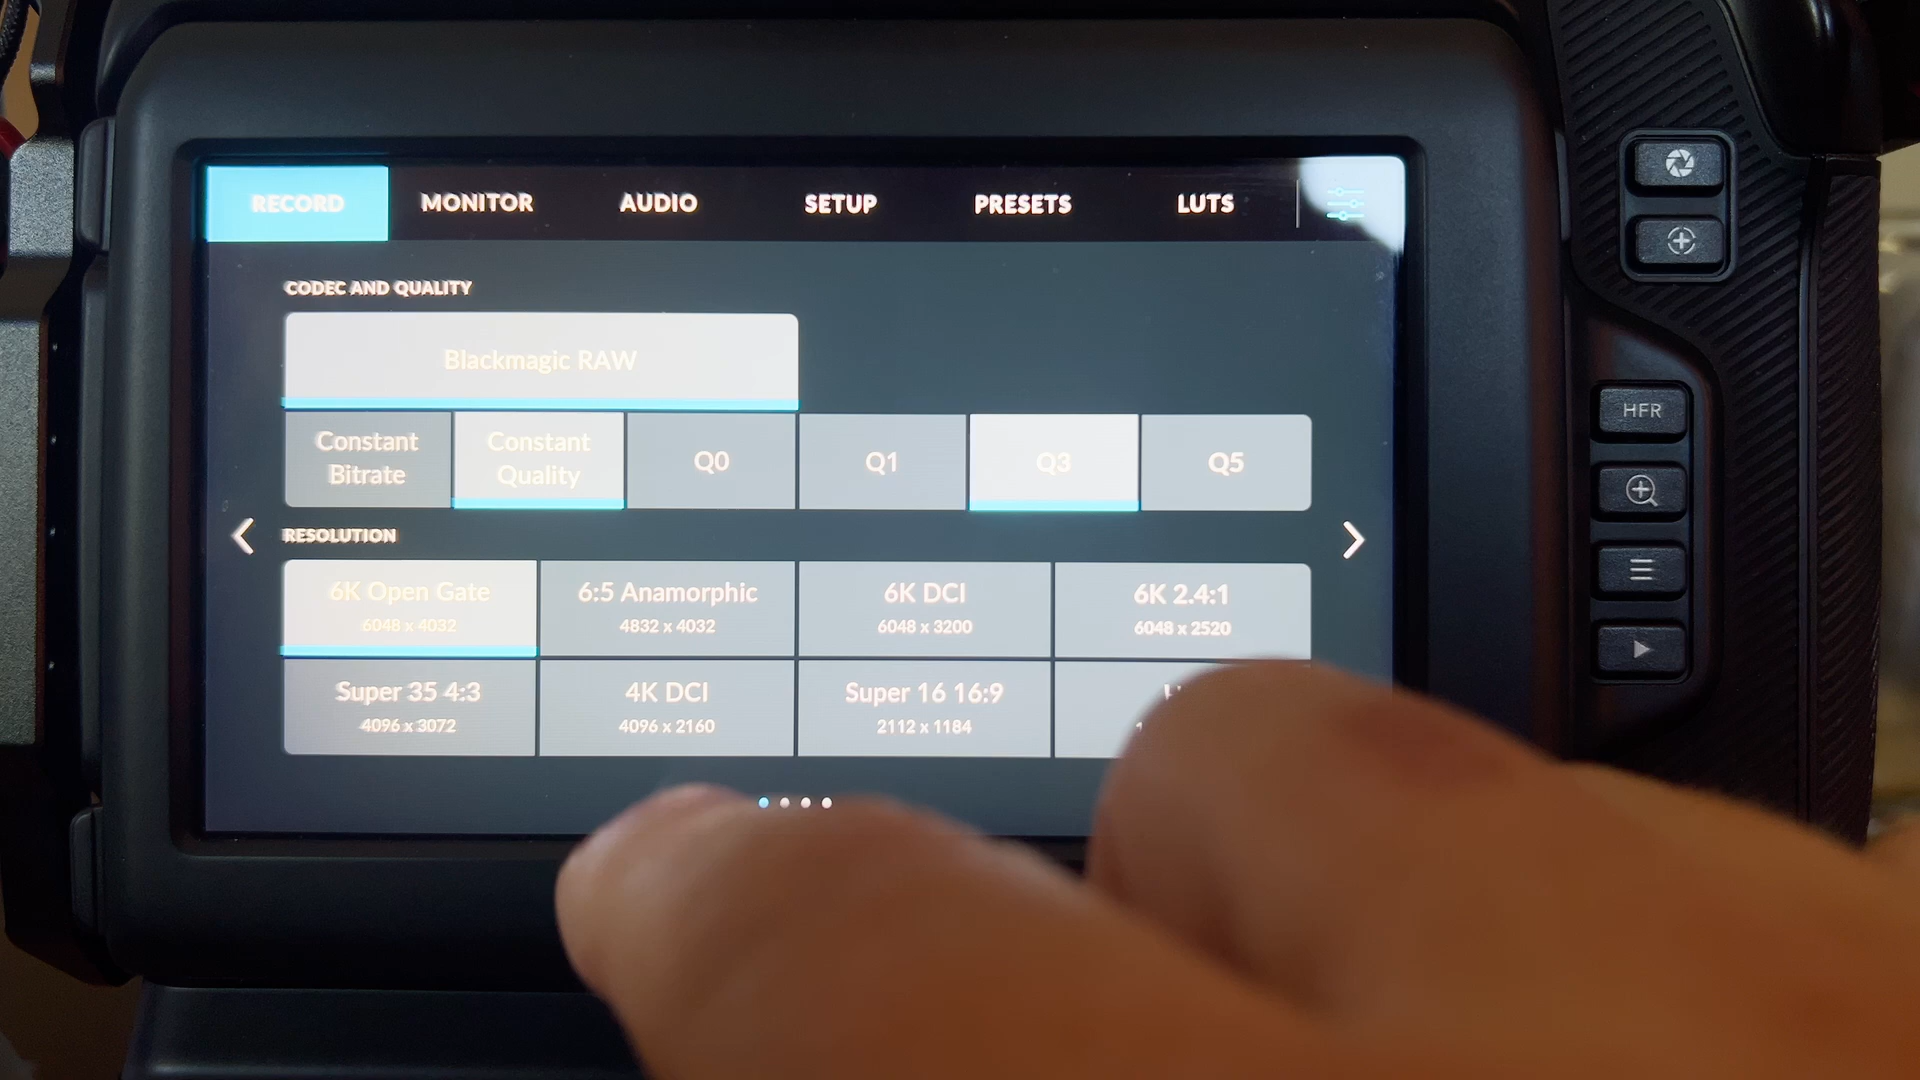 RECORD MONITOR AUDIO SETUP PRESETS LUTS
CODEC AND QUALITY
Blackmagic RAW
Constant Bitrate
Constant Quality
Q0
Q1
Q3
Q5
RESOLUTION
6K Open Gate
6048 x 4032
6:5 Anamorphic
4832 x 4032
6K DCI
6048 x 3200
6K 2.4:1
6048 x 2520
Super 35 4:3
4096 x 3072
4K DCI
4096 x 2160
Super 16 16:9
2112 x 1184
HFR